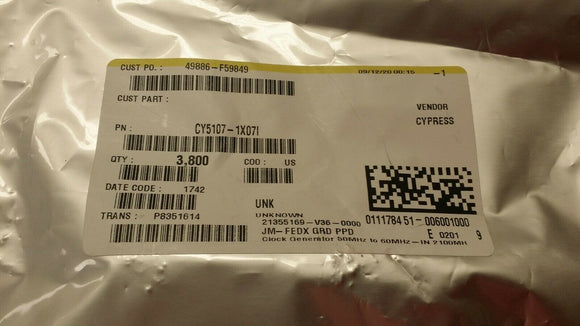 CUST PO.: 49886-F59849 09/12/20 00:15 -1
CUST PART:
VENDOR
CYPRESS
PN: CY5107-1X07I
QTY: 3,800 COO: US
DATE CODE: 1742
UNK
UNKNOWN
TRANS: P8351614
21355169-V36-0000
JM-FEDX GRD PPD
Clock Generator 50MHz to 60MHZ-IN 2100MH
011178451-006001000
E 0201 9